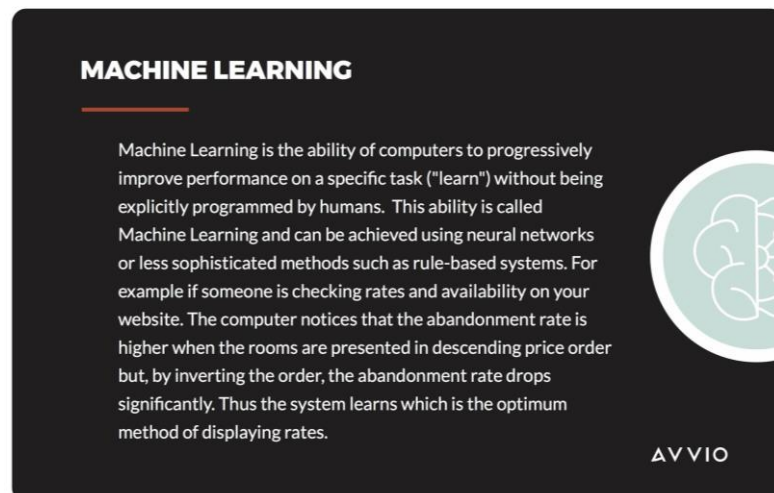 MACHINE LEARNING
Machine Learning is the ability of computers to progressively
improve performance on a specific task ("learn") without being
explicitly programmed by humans.  This ability is called
Machine Learning and can be achieved using neural networks
or less sophisticated methods such as rule-based systems. For
example if someone is checking rates and availability on your
website. The computer notices that the abandonment rate is
higher when the rooms are presented in descending price order
but, by inverting the order, the abandonment rate drops
significantly. Thus the system learns which is the optimum
method of displaying rates.
AVVIO